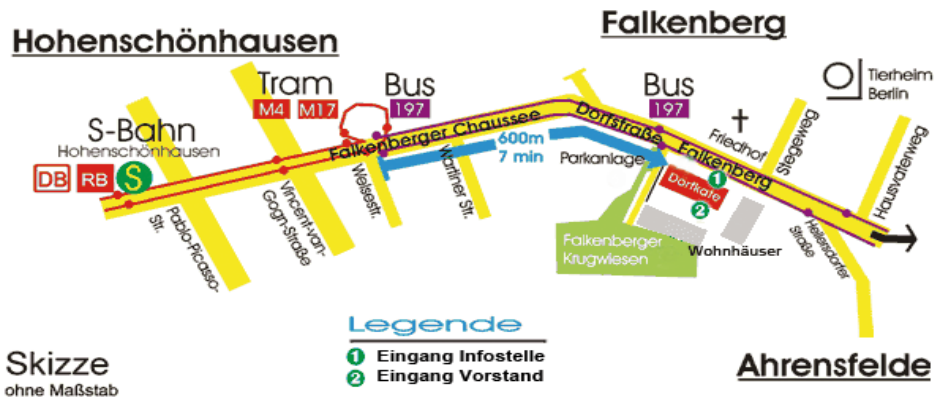 Hohenschönhausen
Falkenberg
Tram
M4 M17
Bus
197
Bus
197
Tierheim
Berlin
S-Bahn
Hohenschönhausen
DB RB S
Falkenberger Chaussee
Dorfstraße
Falkenberg
600m
7 min
Parkanlage
Friedhof
Stegeweg
Hausvaterweg
Pablo-Picasso-
Str.
Vincent-van-
Gogn-Straße
Welsestr.
Wartiner Str.
1
Dorfkate
2
Falkenberger
Krugwiesen
Wohnhäuser
Hellersdorfer
Straße
Legende
1 Eingang Infostelle
2 Eingang Vorstand
Skizze
ohne Maßstab
Ahrensfelde